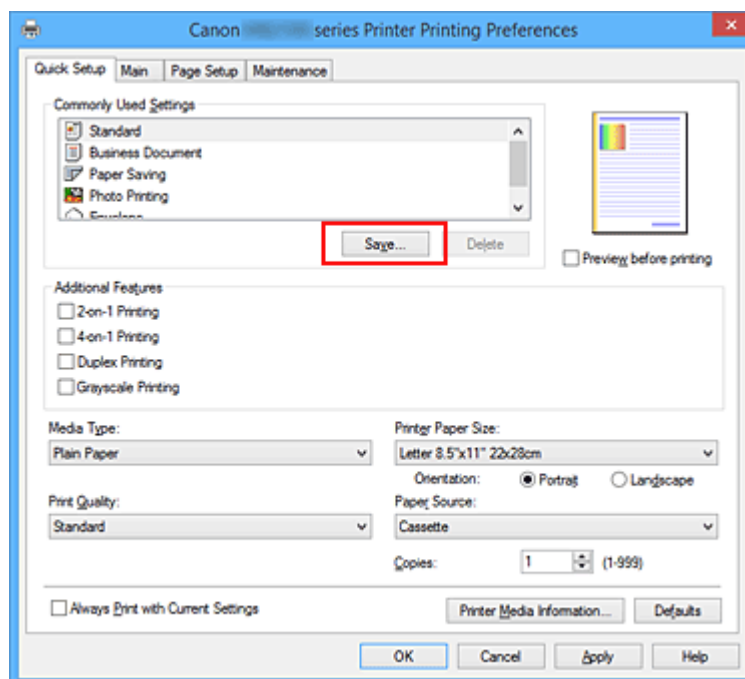 Canon series Printer Printing Preferences
Quick Setup Main Page Setup Maintenance
Commonly Used Settings
Standard
Business Document
Paper Saving
Photo Printing
Envelope
Save... Delete
Preview before printing
Additional Features
2-on-1 Printing
4-on-1 Printing
Duplex Printing
Grayscale Printing
Media Type:
Plain Paper
Printer Paper Size:
Letter 8.5"x11" 22x28cm
Orientation: Portrait Landscape
Print Quality:
Standard
Paper Source:
Cassette
Copies: 1 (1-999)
Always Print with Current Settings
Printer Media Information... Defaults
OK Cancel Apply Help